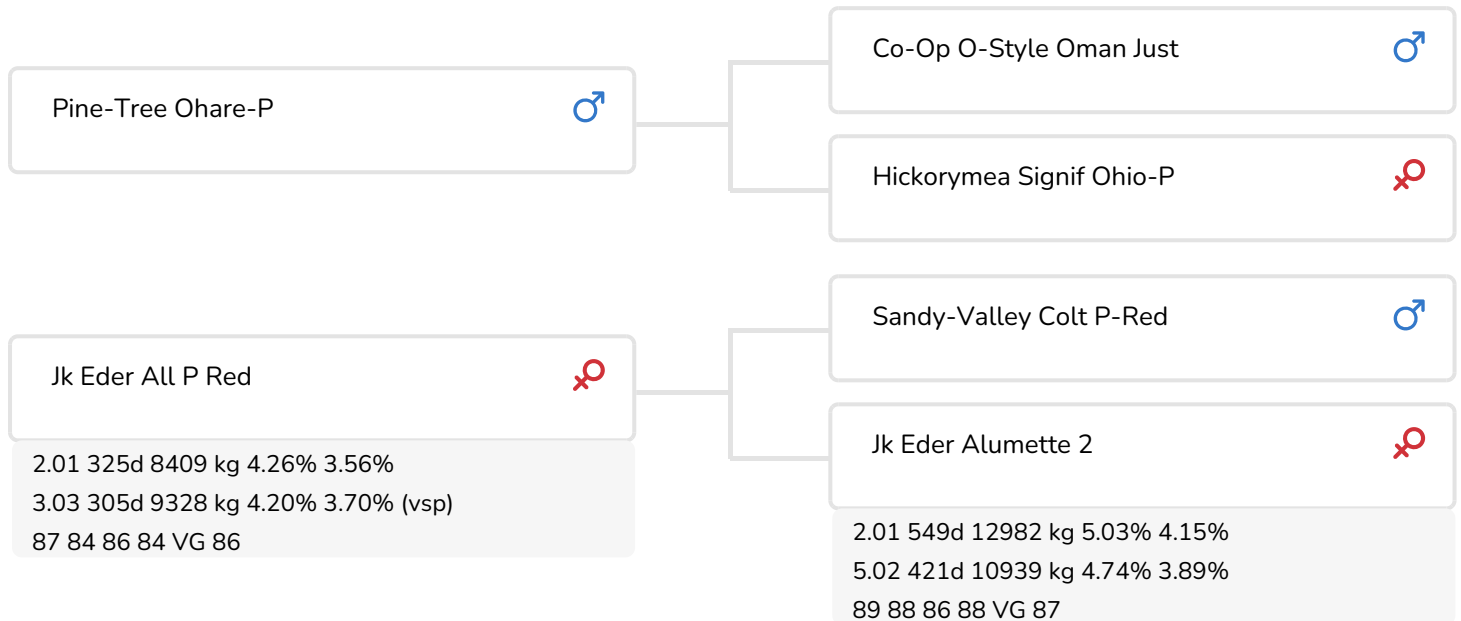 Pine-Tree Ohare-P
Co-Op O-Style Oman Just
Hickorymea Signif Ohio-P
Jk Eder All P Red
2.01 325d 8409 kg 4.26% 3.56%
3.03 305d 9328 kg 4.20% 3.70% (vsp)
87 84 86 84 VG 86
Sandy-Valley Colt P-Red
Jk Eder Alumette 2
2.01 549d 12982 kg 5.03% 4.15%
5.02 421d 10939 kg 4.74% 3.89%
89 88 86 88 VG 87